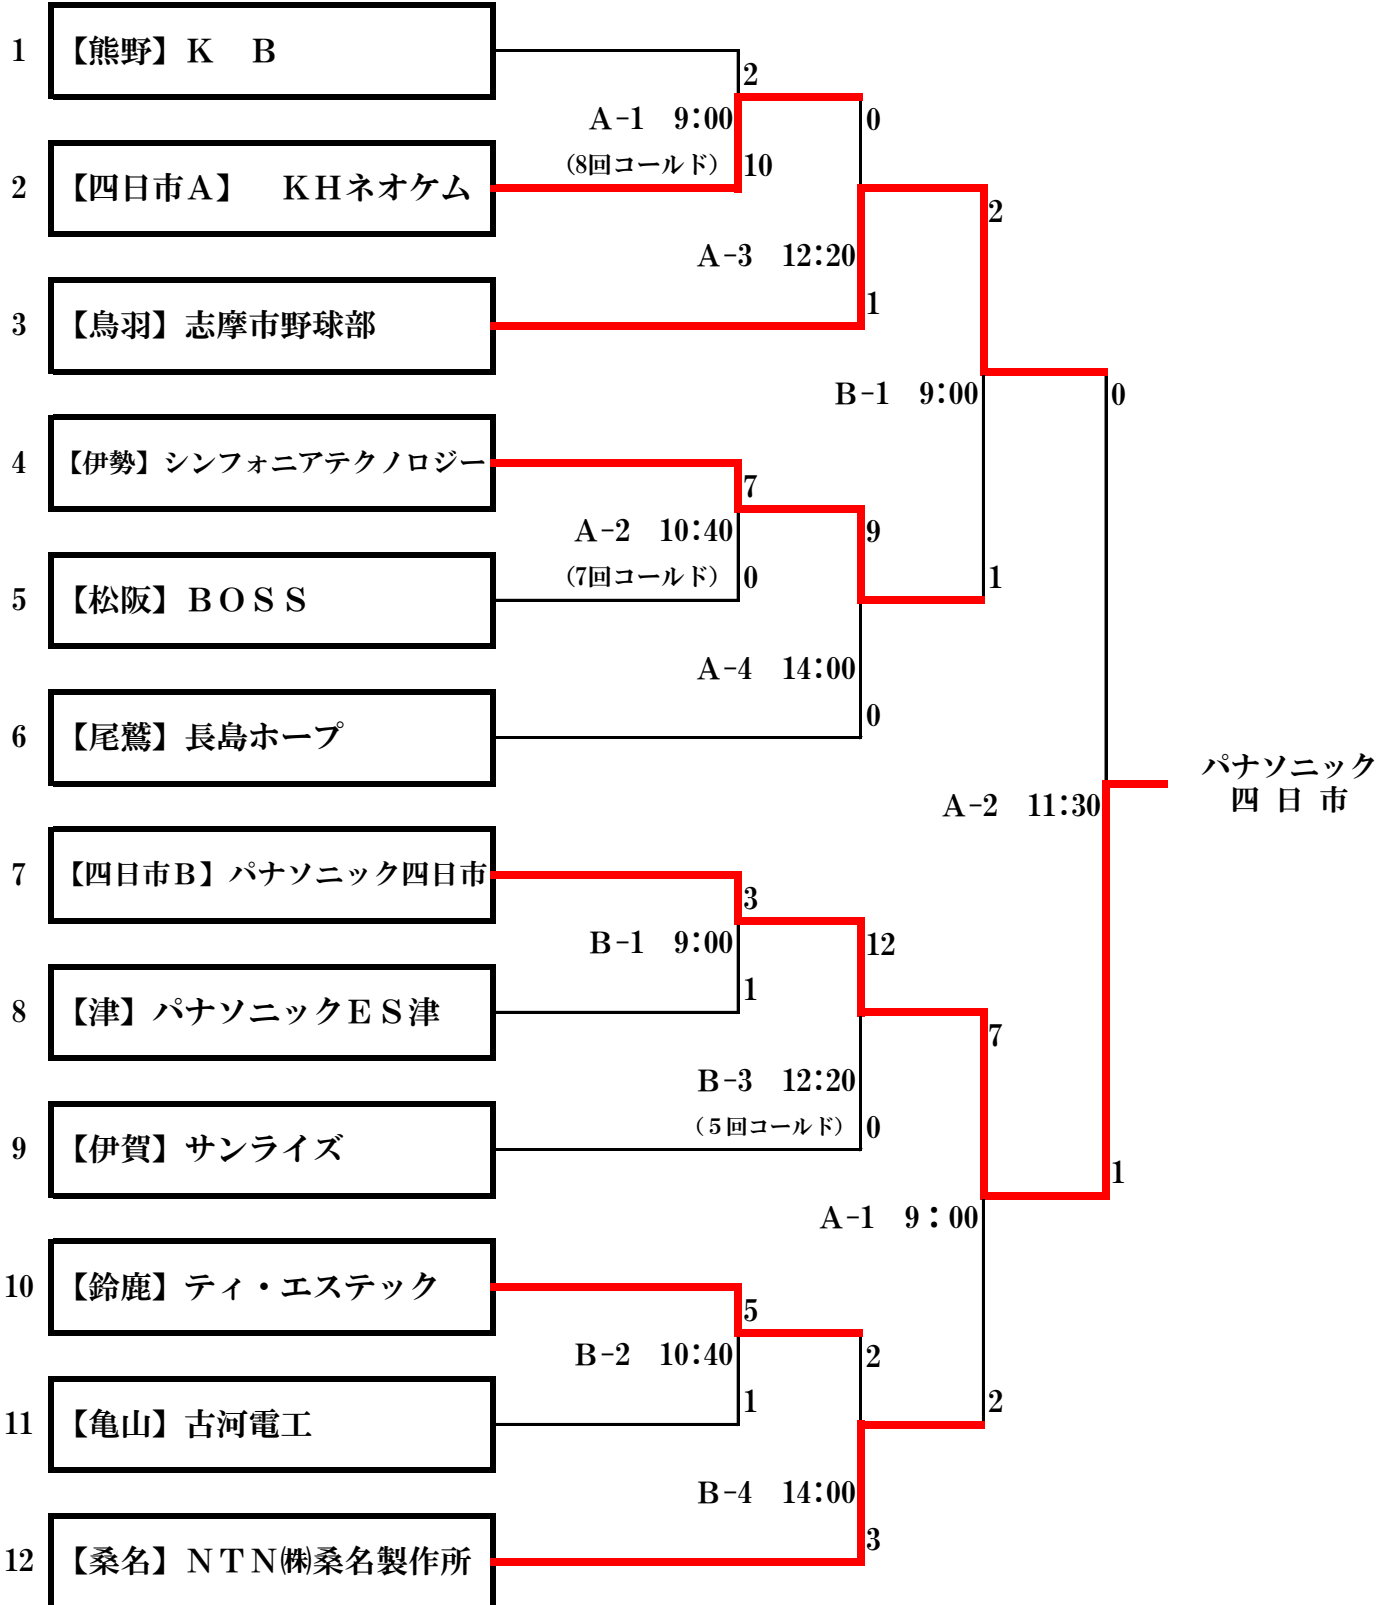 1 【熊野】Ｋ　Ｂ
2
A-1　9:00
0
(8回コールド)
10
2 【四日市Ａ】　ＫＨネオケム
2
A-3　12:20
1
3 【鳥羽】志摩市野球部
B-1　9:00
0
4 【伊勢】シンフォニアテクノロジー
7
A-2　10:40
9
(7回コールド)
0
1
5 【松阪】ＢＯＳＳ
A-4　14:00
0
6 【尾鷲】長島ホープ
パナソニック
四日市
A-2　11:30
7 【四日市Ｂ】パナソニック四日市
3
B-1　9:00
12
1
8 【津】パナソニックＥＳ津
7
B-3　12:20
(５回コールド)
0
9 【伊賀】サンライズ
1
A-1　9：00
10 【鈴鹿】ティ・エステック
5
B-2　10:40
2
1
2
11 【亀山】古河電工
B-4　14:00
3
12 【桑名】ＮＴＮ㈱桑名製作所